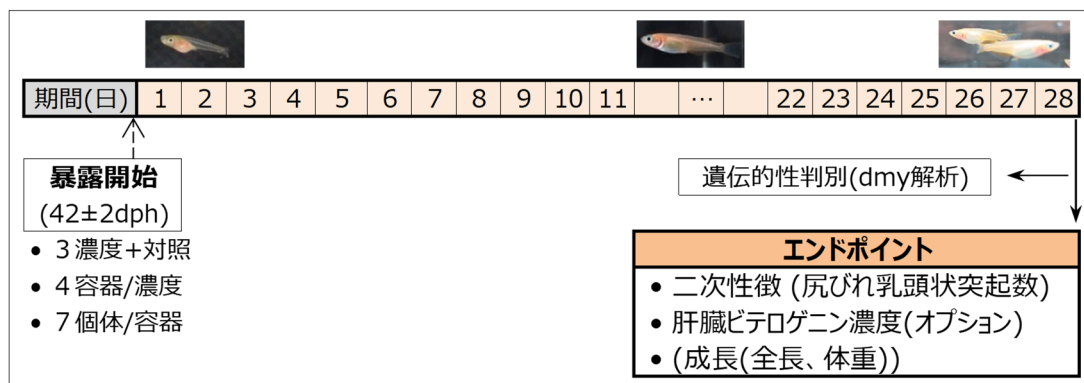 期間(日) 1 2 3 4 5 6 7 8 9 10 11 … 22 23 24 25 26 27 28
暴露開始
(42±2dph)
• 3濃度+対照
• 4容器/濃度
• 7個体/容器
遺伝的性判別(dmy解析)
エンドポイント
• 二次性徴 (尻びれ乳頭状突起数)
• 肝臓ビテロゲニン濃度(オプション)
• (成長(全長、体重))